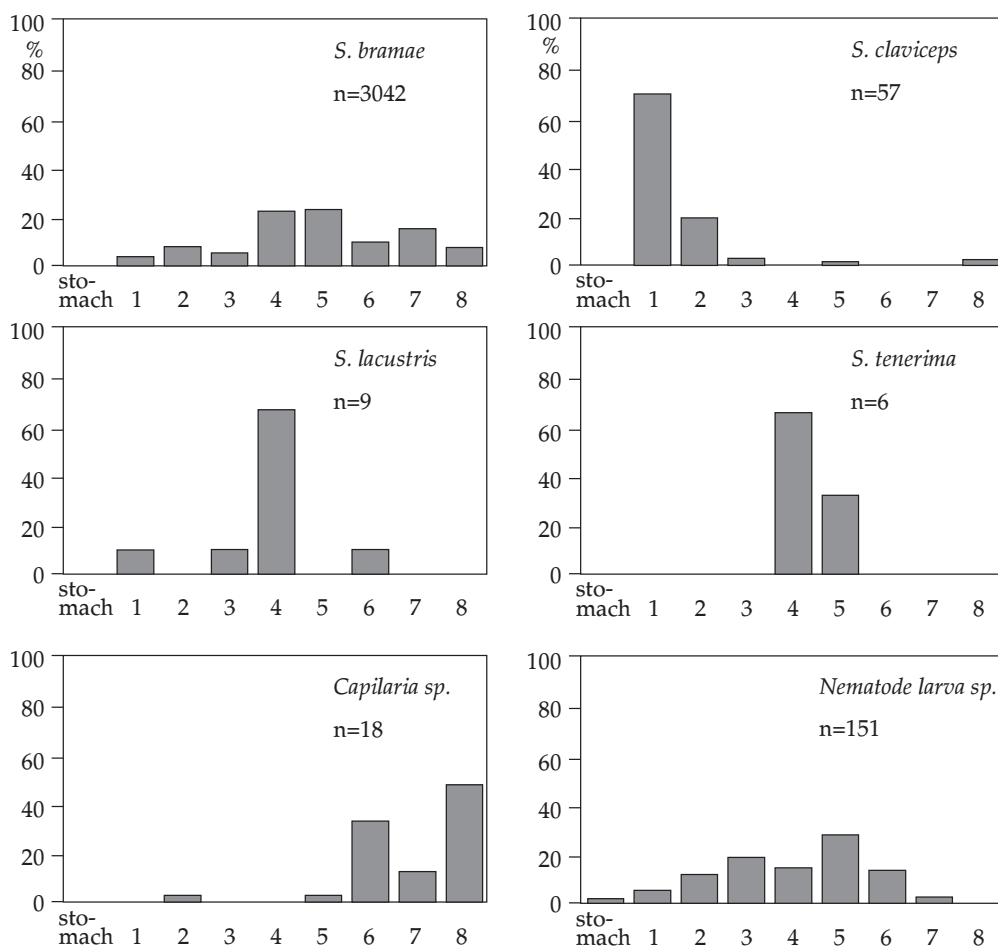 100
%
80
60
40
20
0
S. bramae
n=3042
sto-
mach 1 2 3 4 5 6 7 8
100
%
80
60
40
20
0
S. claviceps
n=57
sto-
mach 1 2 3 4 5 6 7 8
100
80
60
40
20
0
S. lacustris
n=9
sto-
mach 1 2 3 4 5 6 7 8
100
80
60
40
20
0
S. tenerima
n=6
sto-
mach 1 2 3 4 5 6 7 8
100
80
60
40
20
0
Capilaria sp.
n=18
sto-
mach 1 2 3 4 5 6 7 8
100
80
60
40
20
0
Nematode larva sp.
n=151
sto-
mach 1 2 3 4 5 6 7 8